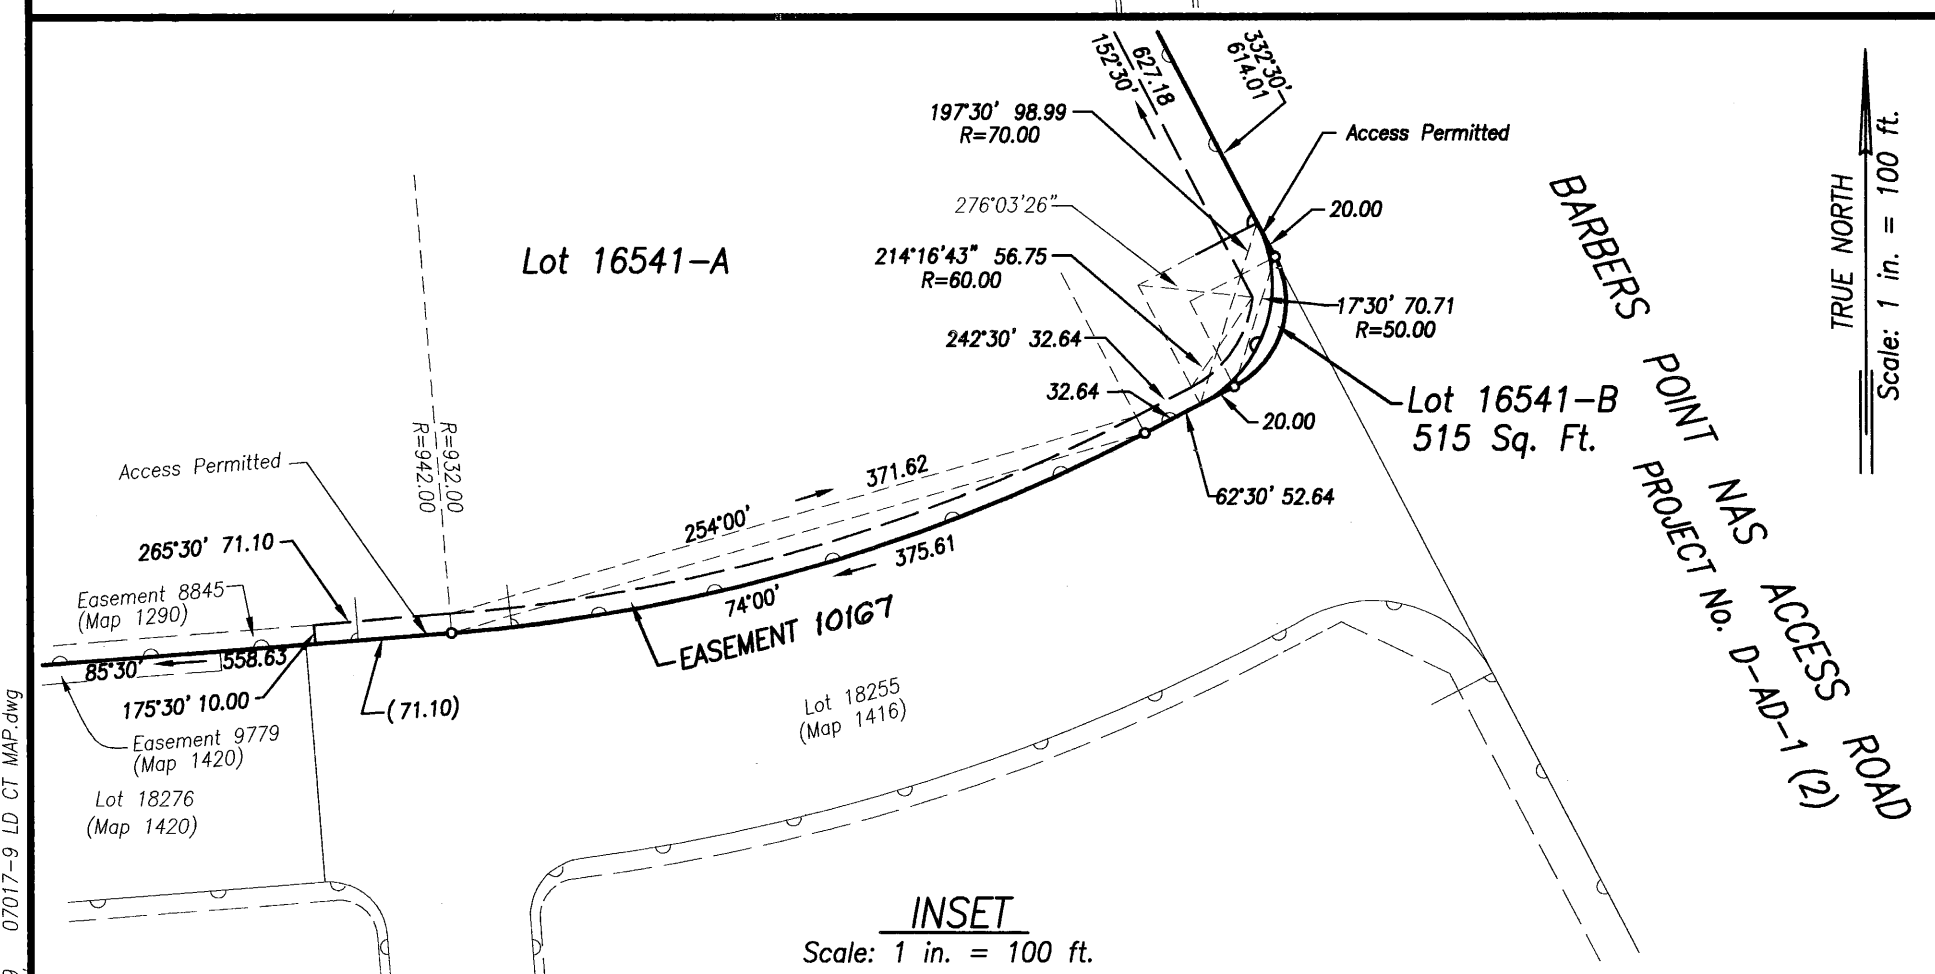 152°30'
627.18
332°30'
614.01
197°30' 98.99
R=70.00
Access Permitted
276°03'26"
20.00
Lot 16541-A
214°16'43" 56.75
R=60.00
17°30' 70.71
R=50.00
242°30' 32.64
32.64
20.00
Lot 16541-B
515 Sq. Ft.
62°30' 52.64
R=932.00
R=942.00
Access Permitted
371.62
254°00'
375.61
74°00'
265°30' 71.10
Easement 8845
(Map 1290)
EASEMENT 10167
85°30'
558.63
175°30' 10.00
(71.10)
Easement 9779
(Map 1420)
Lot 18276
(Map 1420)
Lot 18255
(Map 1416)
BARBERS POINT NAS ACCESS ROAD
PROJECT No. D-AD-1 (2)
TRUE NORTH
Scale: 1 in. = 100 ft.
INSET
Scale: 1 in. = 100 ft.
07017-9 LD CT MAP.dwg